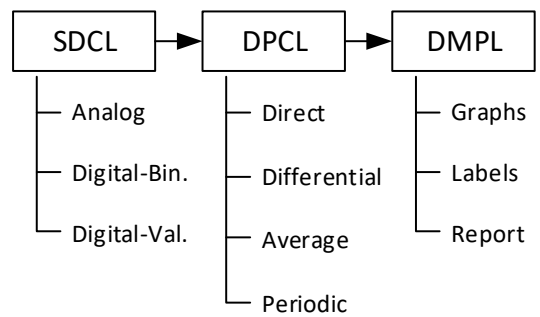 SDCL
DPCL
DMPL
Analog
Direct
Graphs
Digital-Bin.
Differential
Labels
Digital-Val.
Average
Report
Periodic